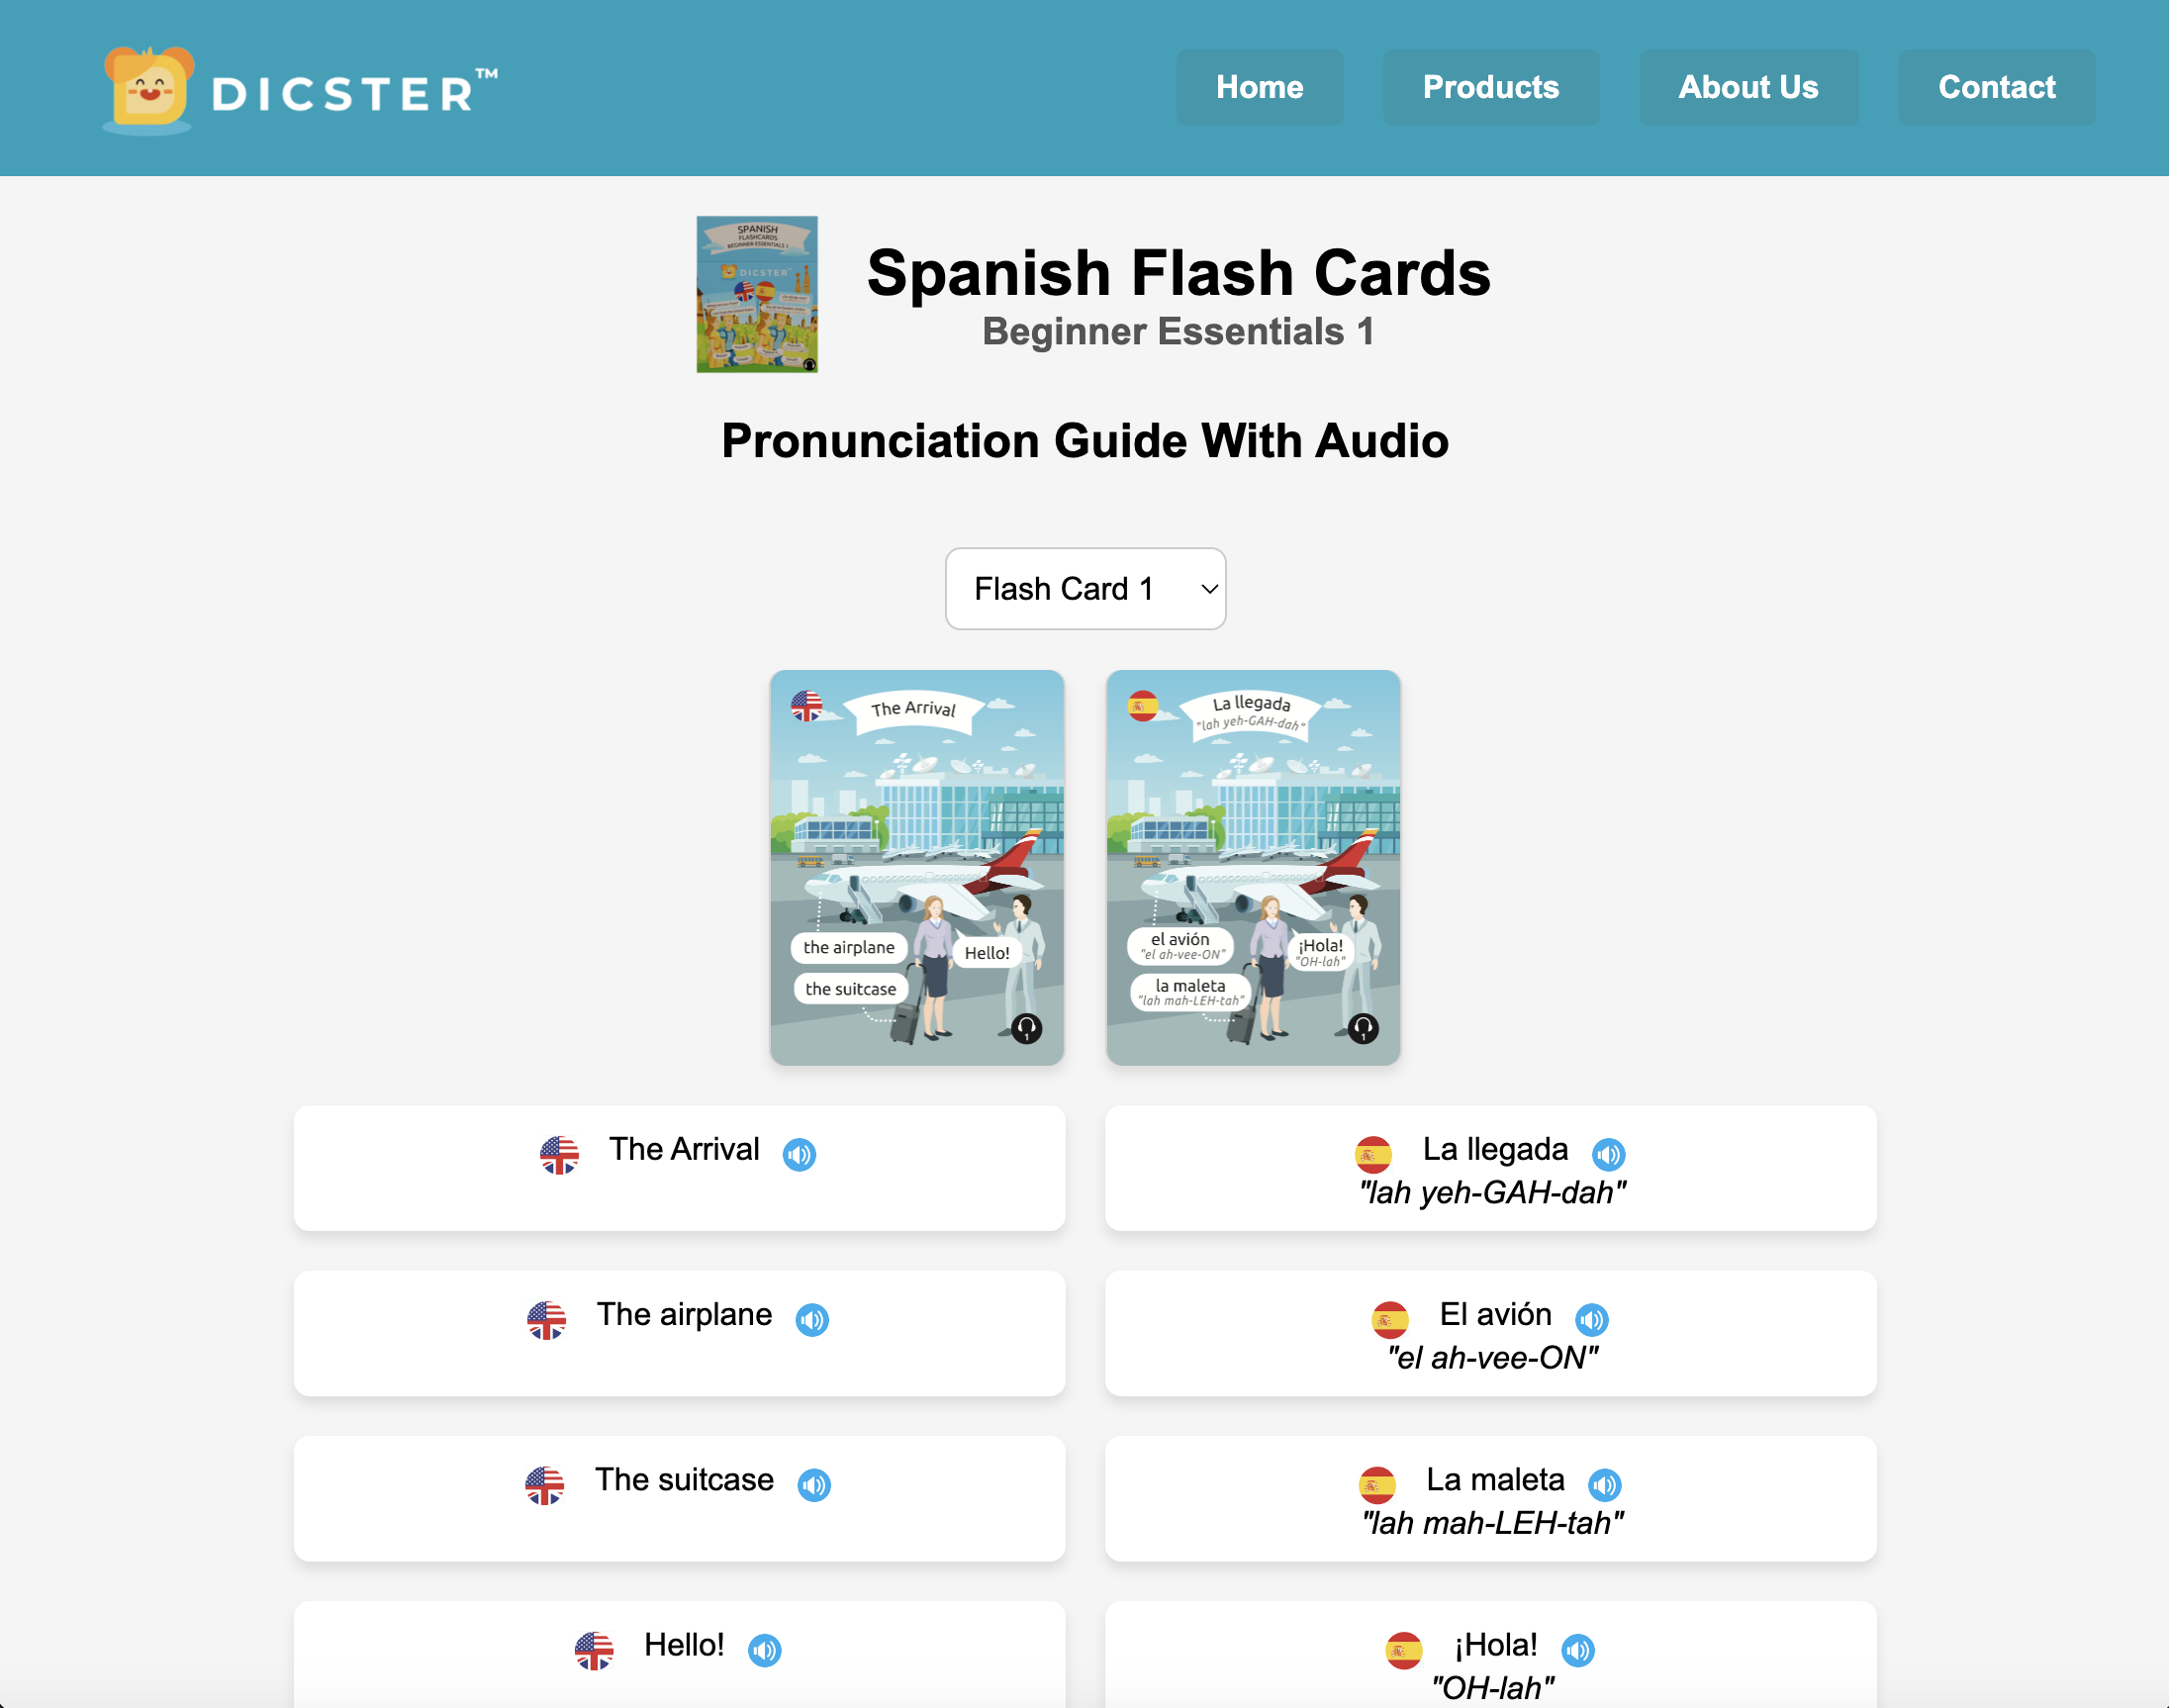 DICSTER™
Home
Products
About Us
Contact
SPANISH
FLASHCARDS
BEGINNER ESSENTIALS 1
DICSTER
Spanish Flash Cards
Beginner Essentials 1
Pronunciation Guide With Audio
Flash Card 1
The Arrival
the airplane
Hello!
the suitcase
1
La llegada
"lah yeh-GAH-dah"
el avión
"el ah-vee-ON"
¡Hola!
"OH-lah"
la maleta
"lah mah-LEH-tah"
1
The Arrival
La llegada
"lah yeh-GAH-dah"
The airplane
El avión
"el ah-vee-ON"
The suitcase
La maleta
"lah mah-LEH-tah"
Hello!
¡Hola!
"OH-lah"